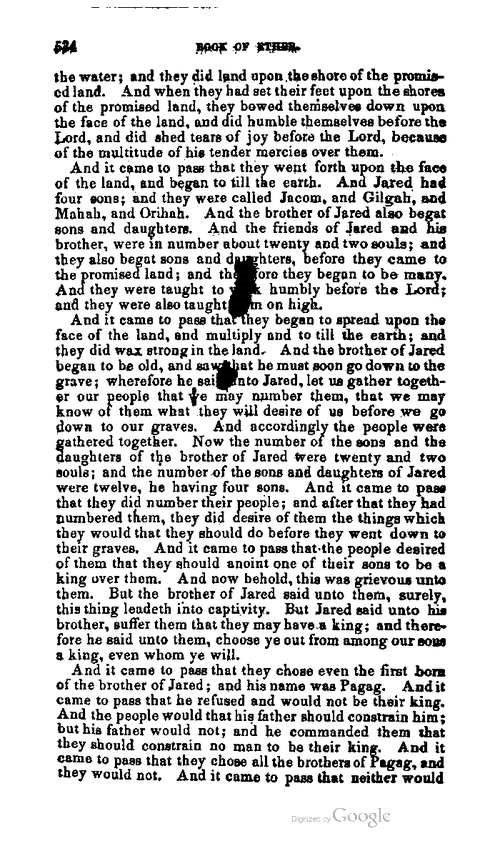 524 BOOK OF ETHER.
the water; and they did land upon the shore of the promis-
ed land. And when they had set their feet upon the shores
of the promised land, they bowed themselves down upon
the face of the land, and did humble themselves before the
Lord, and did shed tears of joy before the Lord, because
of the multitude of his tender mercies over them.
And it came to pass that they went forth upon the face
of the land, and began to till the earth. And Jared had
four sons; and they were called Jacom, and Gilgah, and
Mahah, and Orihah. And the brother of Jared also begat
sons and daughters. And the friends of Jared and his
brother, were in number about twenty and two souls; and
they also begat sons and daughters, before they came to
the promised land; and they began to be many.
And they were taught to humbly before the Lord;
and they were also taught on high.
And it came to pass that they began to spread upon the
face of the land, and multiply and to till the earth; and
they did wax strong in the land. And the brother of Jared
began to be old, and saw that he must soon go down to the
grave; wherefore he said unto Jared, let us gather togeth-
er our people that we may number them, that we may
know of them what they will desire of us before we go
down to our graves. And accordingly the people were
gathered together. Now the number of the sons and the
daughters of the brother of Jared were twenty and two
souls; and the number of the sons and daughters of Jared
were twelve, he having four sons. And it came to pass
that they did number their people; and after that they had
numbered them, they did desire of them the things which
they would that they should do before they went down to
their graves. And it came to pass that the people desired
of them that they should anoint one of their sons to be a
king over them. And now behold, this was grievous unto
them. But the brother of Jared said unto them, surely,
this thing leadeth into captivity. But Jared said unto his
brother, suffer them that they may have a king; and there-
fore he said unto them, choose ye out from among our sons
a king, even whom ye will.
And it came to pass that they chose even the first born
of the brother of Jared; and his name was Pagag. And it
came to pass that he refused and would not be their king.
And the people would that his father should constrain him;
but his father would not; and he commanded them that
they should constrain no man to be their king. And it
came to pass that they chose all the brothers of Pagag, and
they would not. And it came to pass that neither would
Digitized by Google